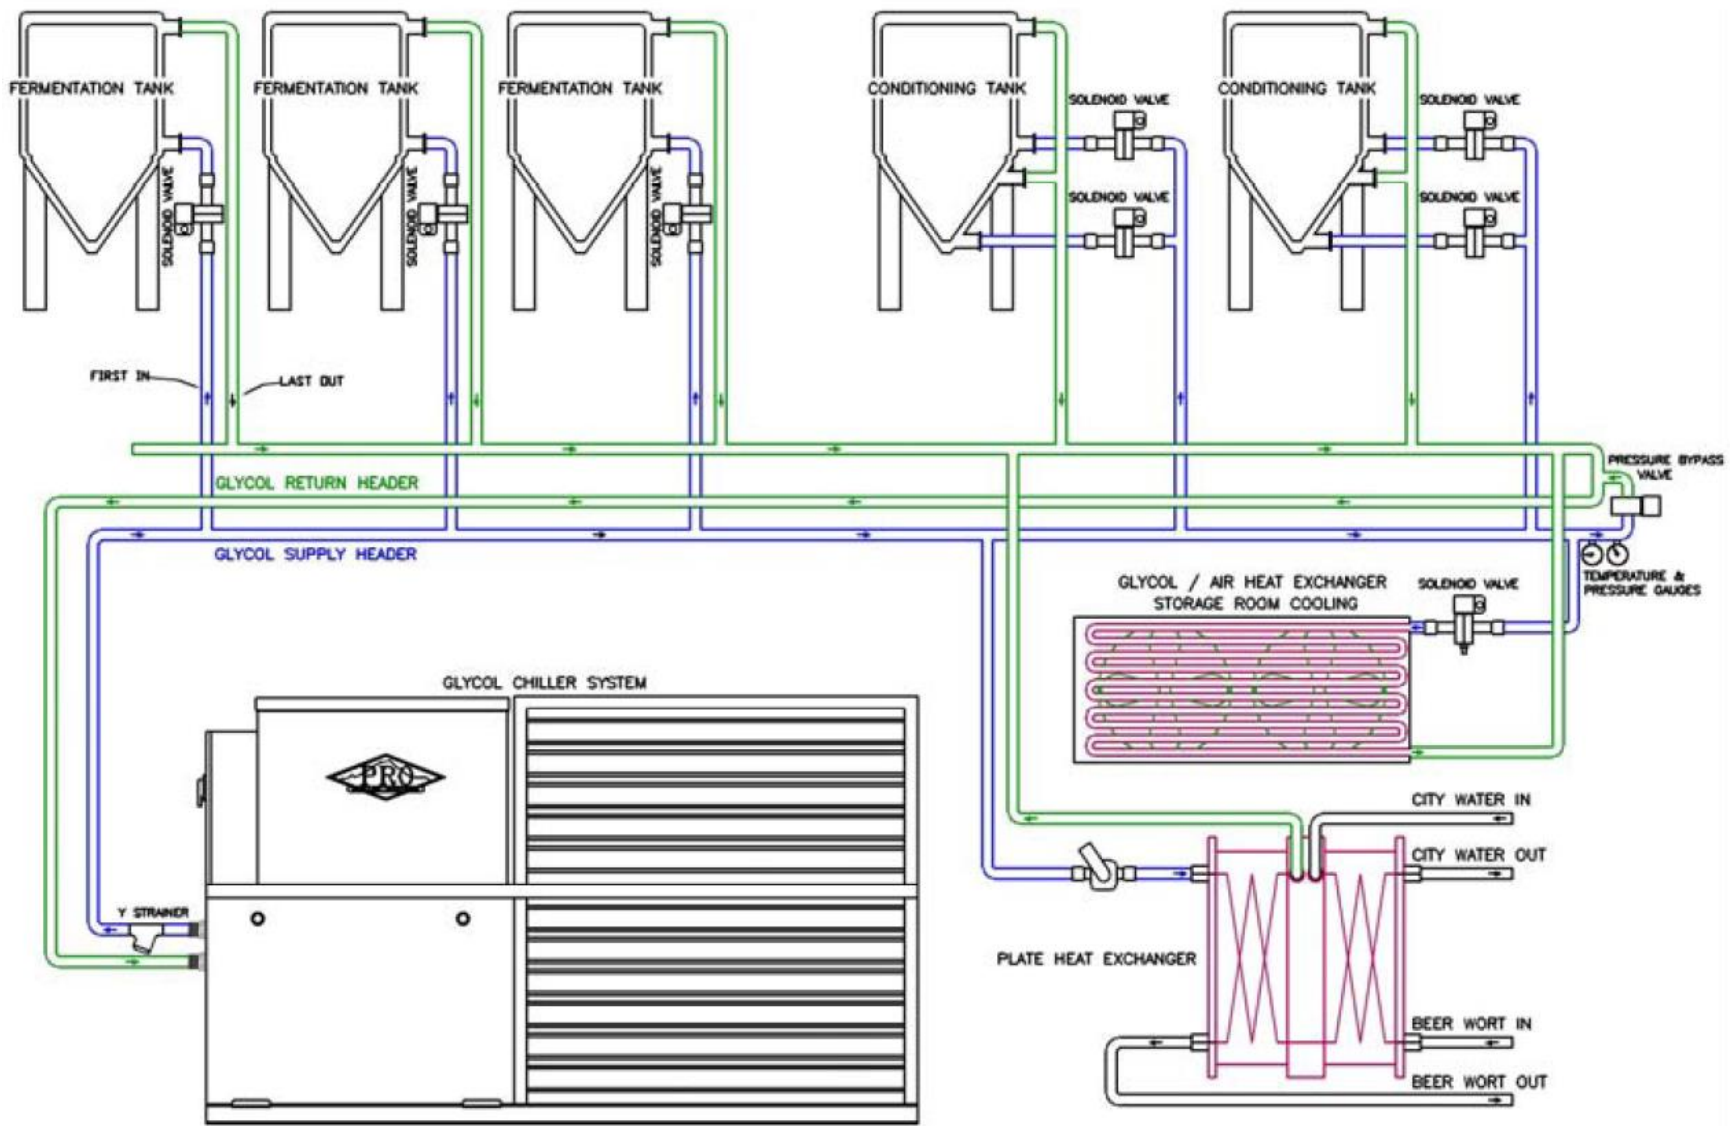 FERMENTATION TANK
FERMENTATION TANK
FERMENTATION TANK
CONDITIONING TANK
CONDITIONING TANK
SOLENOID VALVE
SOLENOID VALVE
SOLENOID VALVE
SOLENOID VALVE
SOLENOID VALVE
SOLENOID VALVE
SOLENOID VALVE
FIRST IN
LAST OUT
GLYCOL RETURN HEADER
PRESSURE BYPASS
VALVE
GLYCOL SUPPLY HEADER
TEMPERATURE &
PRESSURE GAUGES
GLYCOL / AIR HEAT EXCHANGER
STORAGE ROOM COOLING
SOLENOID VALVE
GLYCOL CHILLER SYSTEM
PRO
CITY WATER IN
CITY WATER OUT
Y STRAINER
PLATE HEAT EXCHANGER
BEER WORT IN
BEER WORT OUT